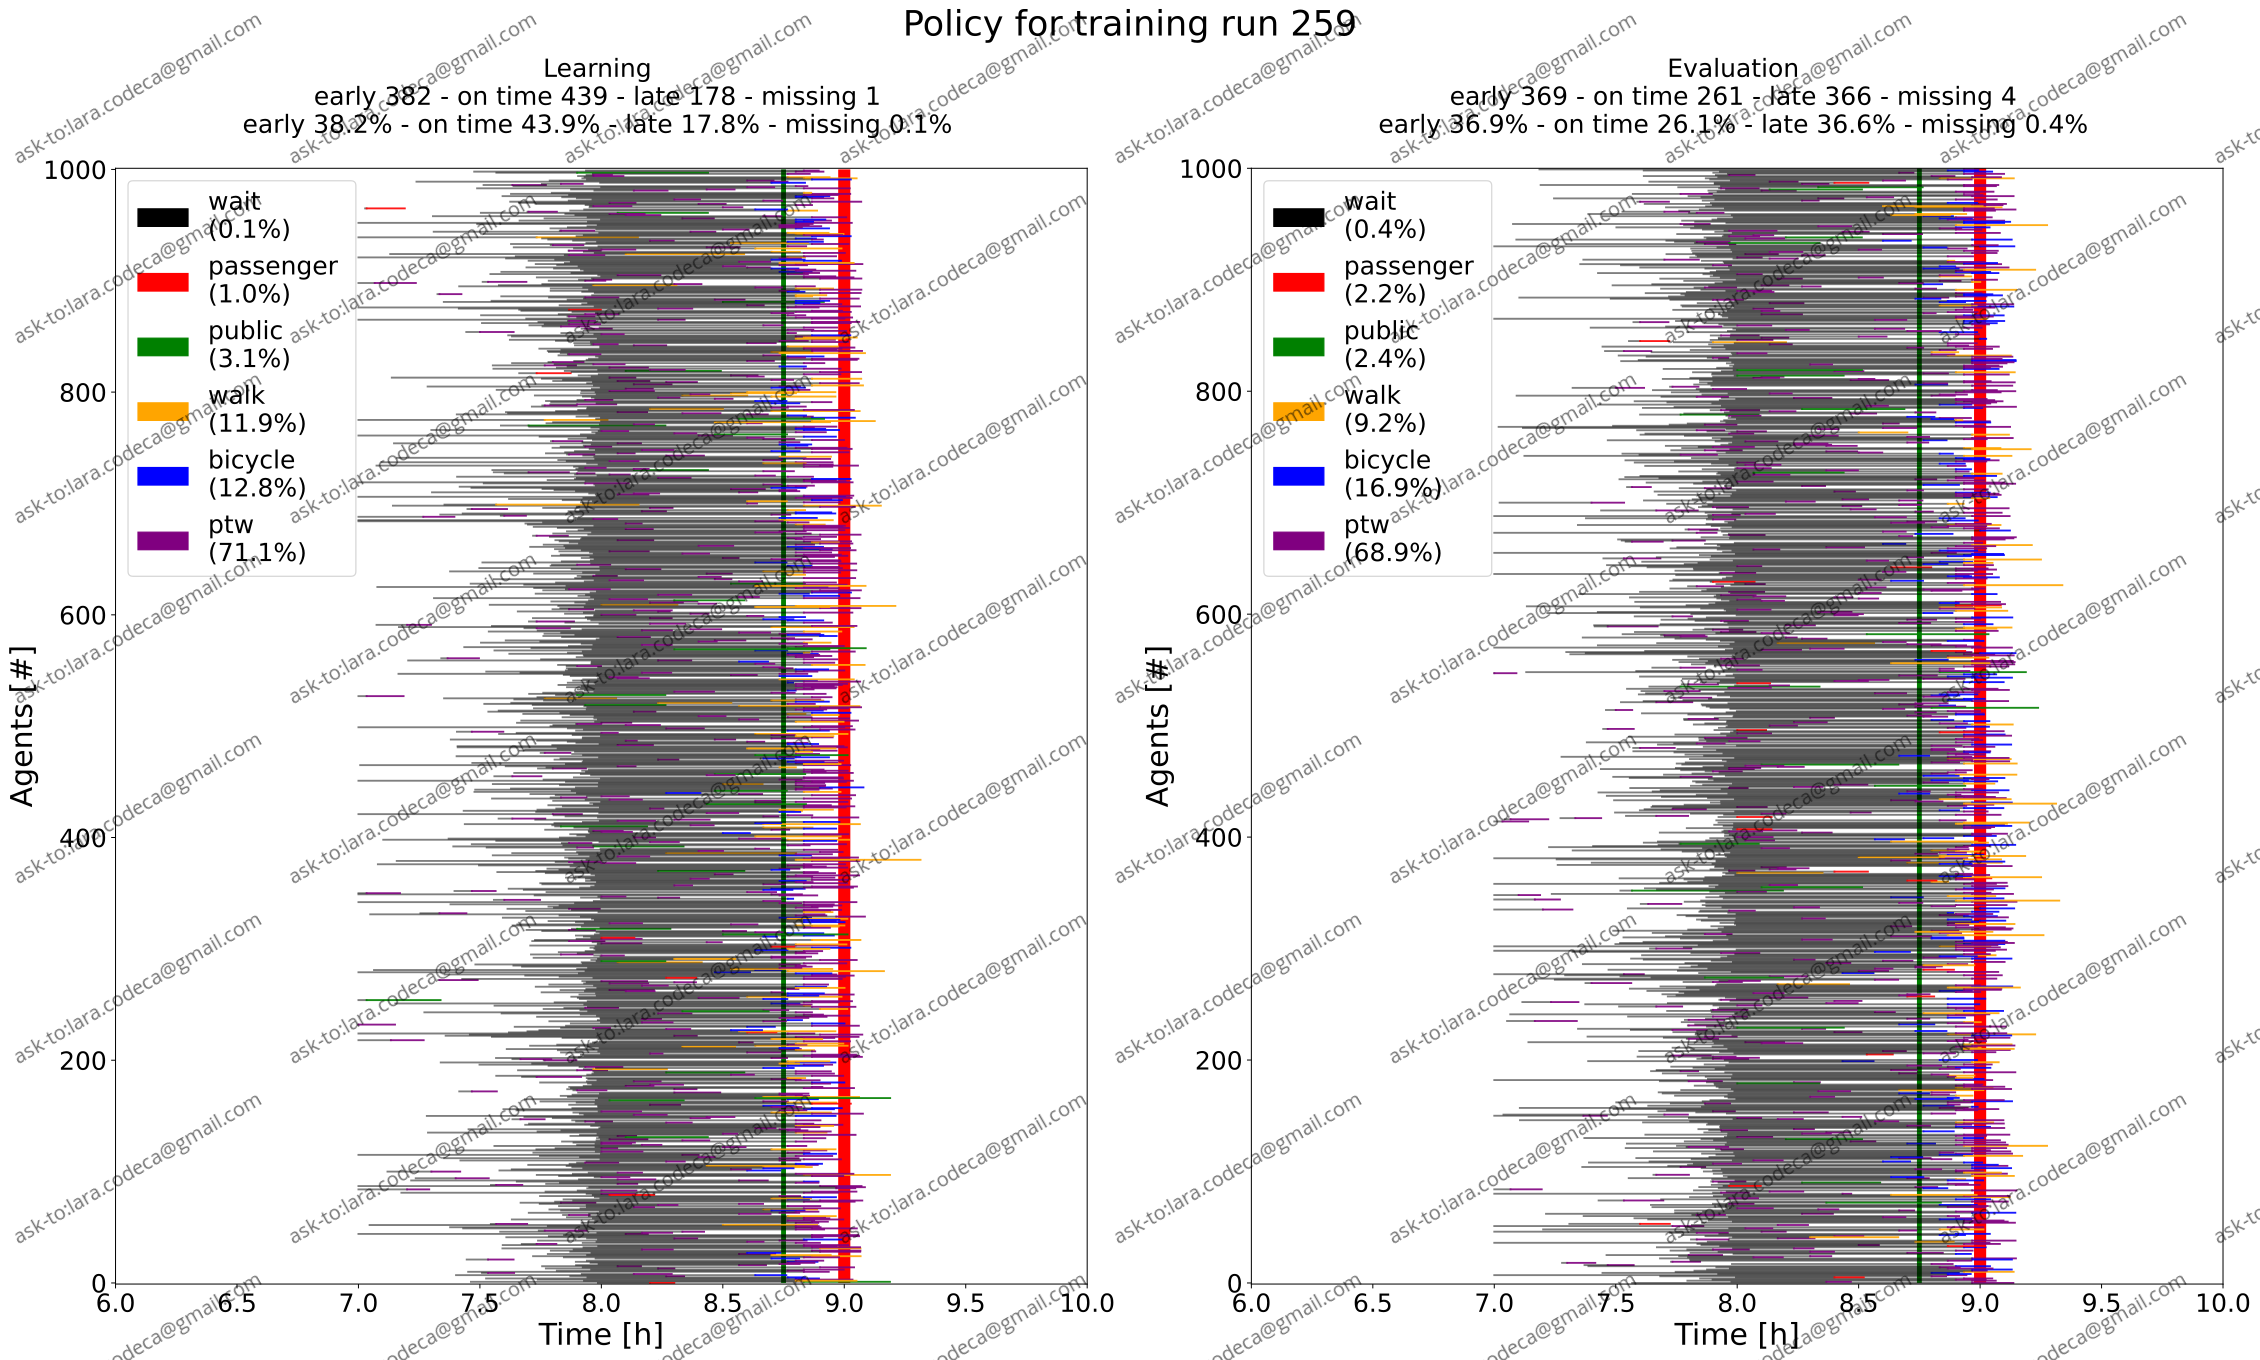 Policy for training run 259
Learning
early 382 - on time 439 - late 178 - missing 1
early 38.2% - on time 43.9% - late 17.8% - missing 0.1%
1000
800
600
400
200
0
Agents [#]
wait
(0.1%)
passenger
(1.0%)
public
(3.1%)
walk
(11.9%)
bicycle
(12.8%)
ptw
(71.1%)
6.0 6.5 7.0 7.5 8.0 8.5 9.0 9.5 10.0
Time [h]
Evaluation
early 369 - on time 261 - late 366 - missing 4
early 36.9% - on time 26.1% - late 36.6% - missing 0.4%
1000
800
600
400
200
0
Agents [#]
wait
(0.4%)
passenger
(2.2%)
public
(2.4%)
walk
(9.2%)
bicycle
(16.9%)
ptw
(68.9%)
6.0 6.5 7.0 7.5 8.0 8.5 9.0 9.5 10.0
Time [h]
ask-to:lara.codeca@gmail.com